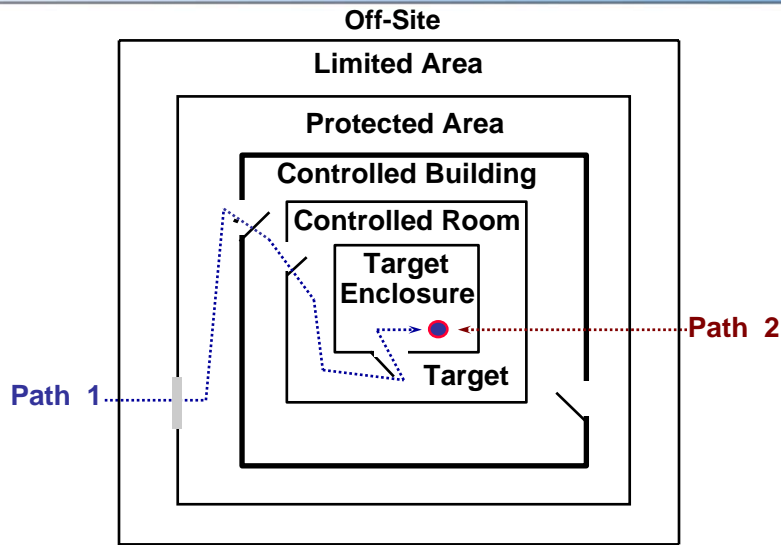 Off-Site
Limited Area
Protected Area
Controlled Building
Controlled Room
Target
Enclosure
Path 2
Target
Path 1